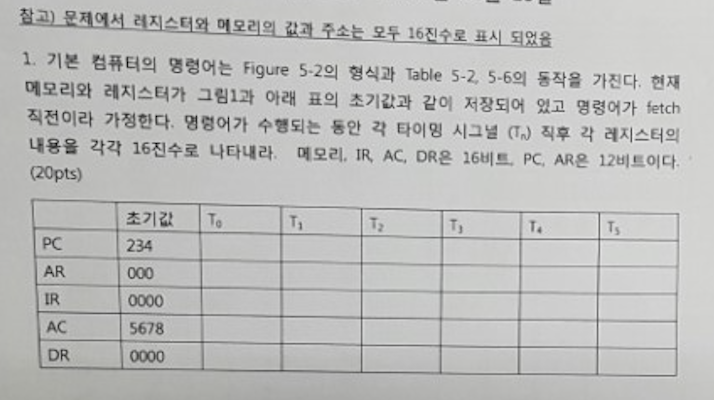 참고) 문제에서 레지스터와 메모리의 값과 주소는 모두 16진수로 표시 되었음
1. 기본 컴퓨터의 명령어는 Figure 5-2의 형식과 Table 5-2, 5-6의 동작을 가진다. 현재
메모리와 레지스터가 그림1과 아래 표의 초기값과 같이 저장되어 있고 명령어가 fetch
직전이라 가정한다. 명령어가 수행되는 동안 각 타이밍 시그널 (Tₙ) 직후 각 레지스터의
내용을 각각 16진수로 나타내라. 메모리, IR, AC, DR은 16비트, PC, AR은 12비트이다.
(20pts)
초기값 T₀ T₁ T₂ T₃ T₄ T₅
PC 234
AR 000
IR 0000
AC 5678
DR 0000